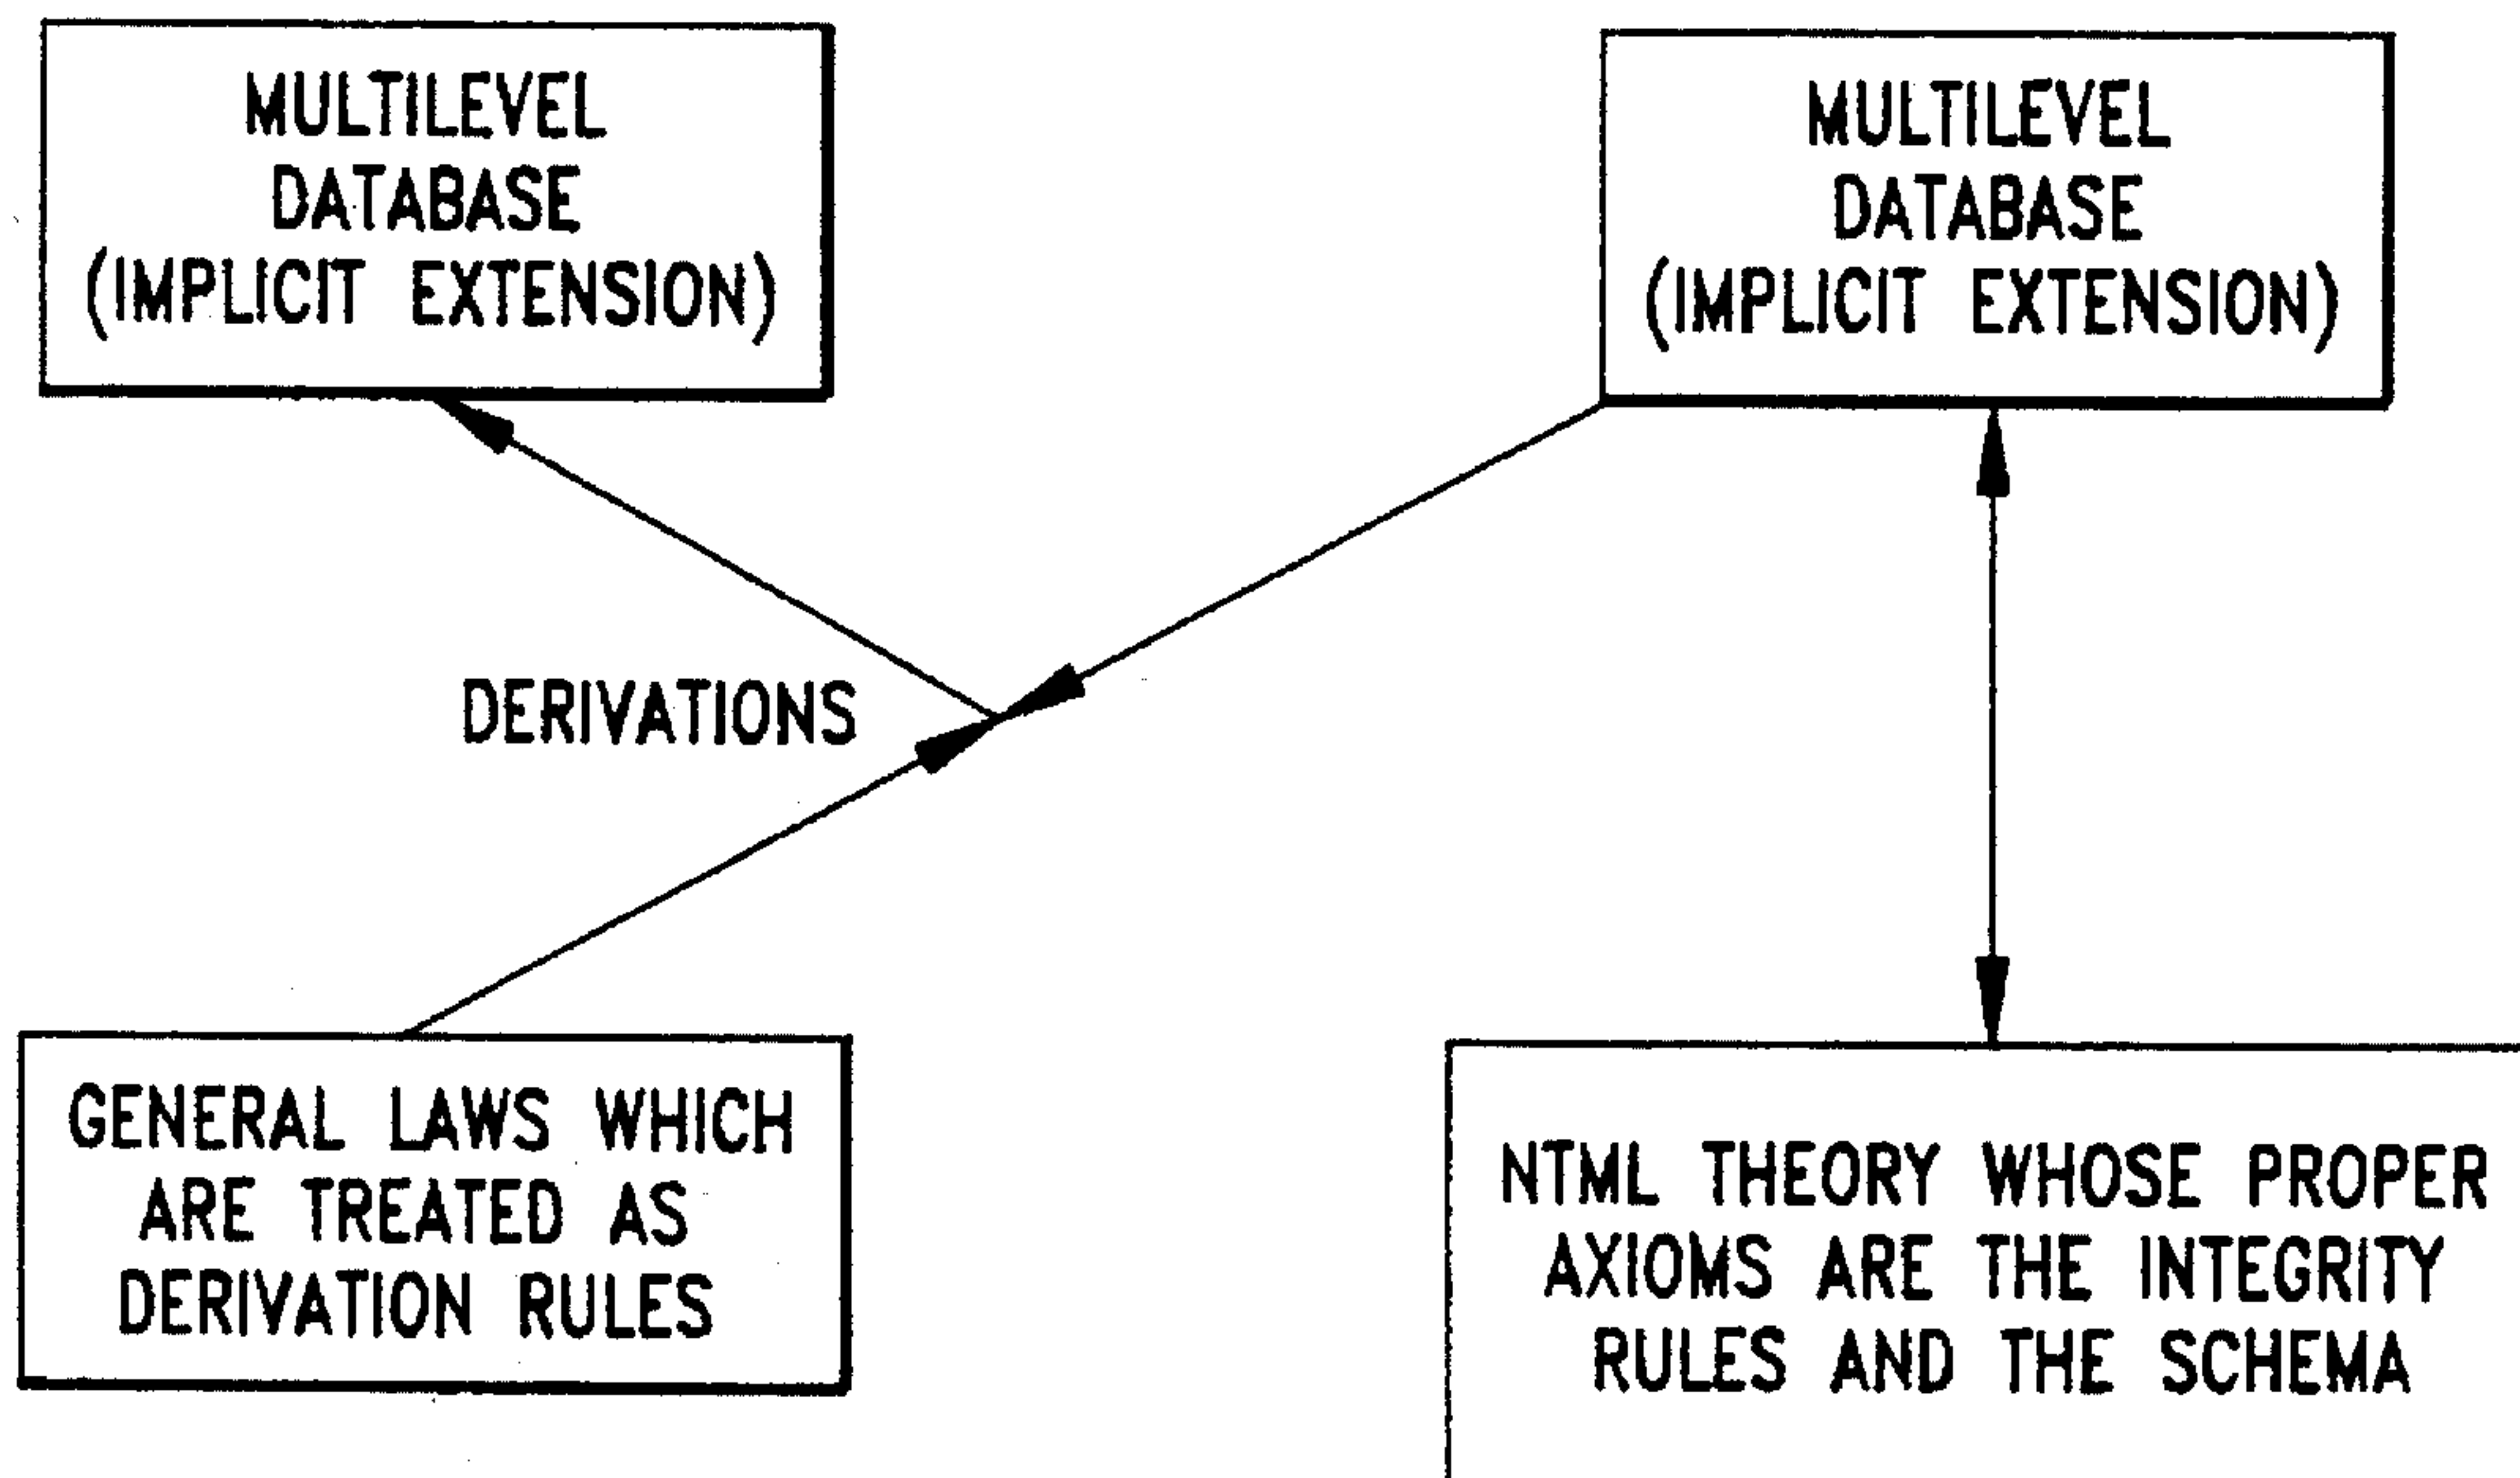 MULTILEVEL
DATABASE
(IMPLICIT EXTENSION)
MULTILEVEL
DATABASE
(IMPLICIT EXTENSION)
DERIVATIONS
GENERAL LAWS WHICH
ARE TREATED AS
DERIVATION RULES
NTML THEORY WHOSE PROPER
AXIOMS ARE THE INTEGRITY
RULES AND THE SCHEMA